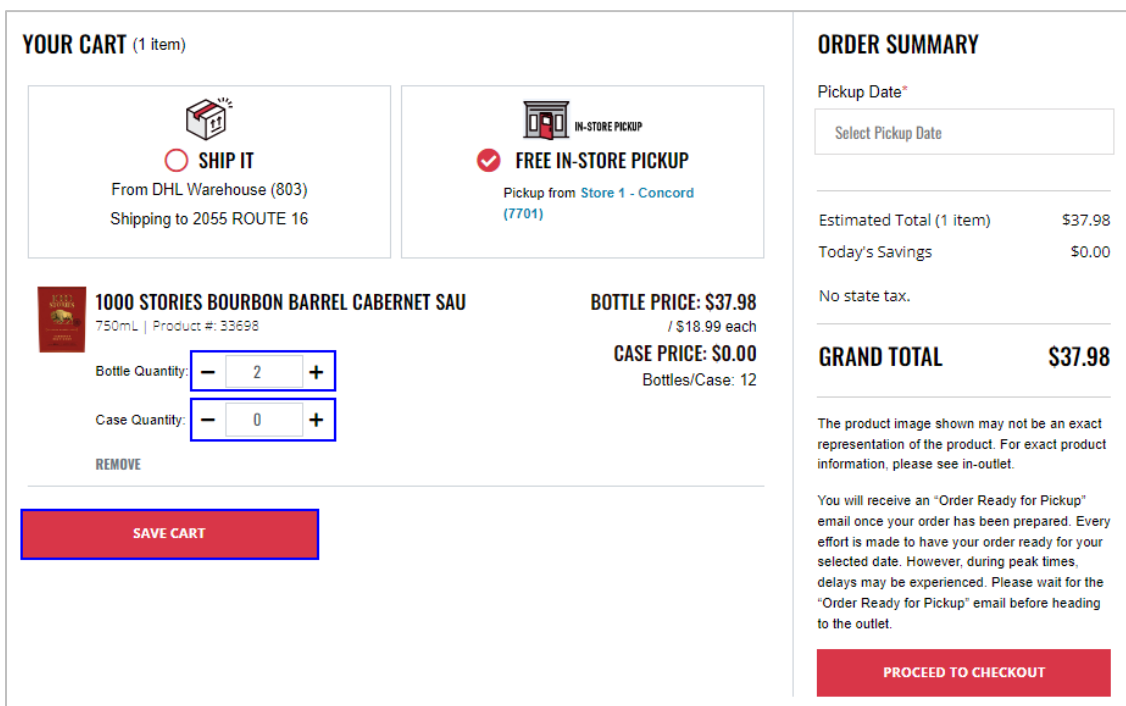 YOUR CART (1 item)
SHIP IT
From DHL Warehouse (803)
Shipping to 2055 ROUTE 16
IN-STORE PICKUP
FREE IN-STORE PICKUP
Pickup from Store 1 - Concord
(7701)
1000 STORIES BOURBON BARREL CABERNET SAU
750mL | Product #: 33698
Bottle Quantity: − 2 +
Case Quantity: − 0 +
REMOVE
BOTTLE PRICE: $37.98
/ $18.99 each
CASE PRICE: $0.00
Bottles/Case: 12
SAVE CART
ORDER SUMMARY
Pickup Date*
Select Pickup Date
Estimated Total (1 item) $37.98
Today's Savings $0.00
No state tax.
GRAND TOTAL $37.98
The product image shown may not be an exact
representation of the product. For exact product
information, please see in-outlet.
You will receive an “Order Ready for Pickup”
email once your order has been prepared. Every
effort is made to have your order ready for your
selected date. However, during peak times,
delays may be experienced. Please wait for the
“Order Ready for Pickup” email before heading
to the outlet.
PROCEED TO CHECKOUT